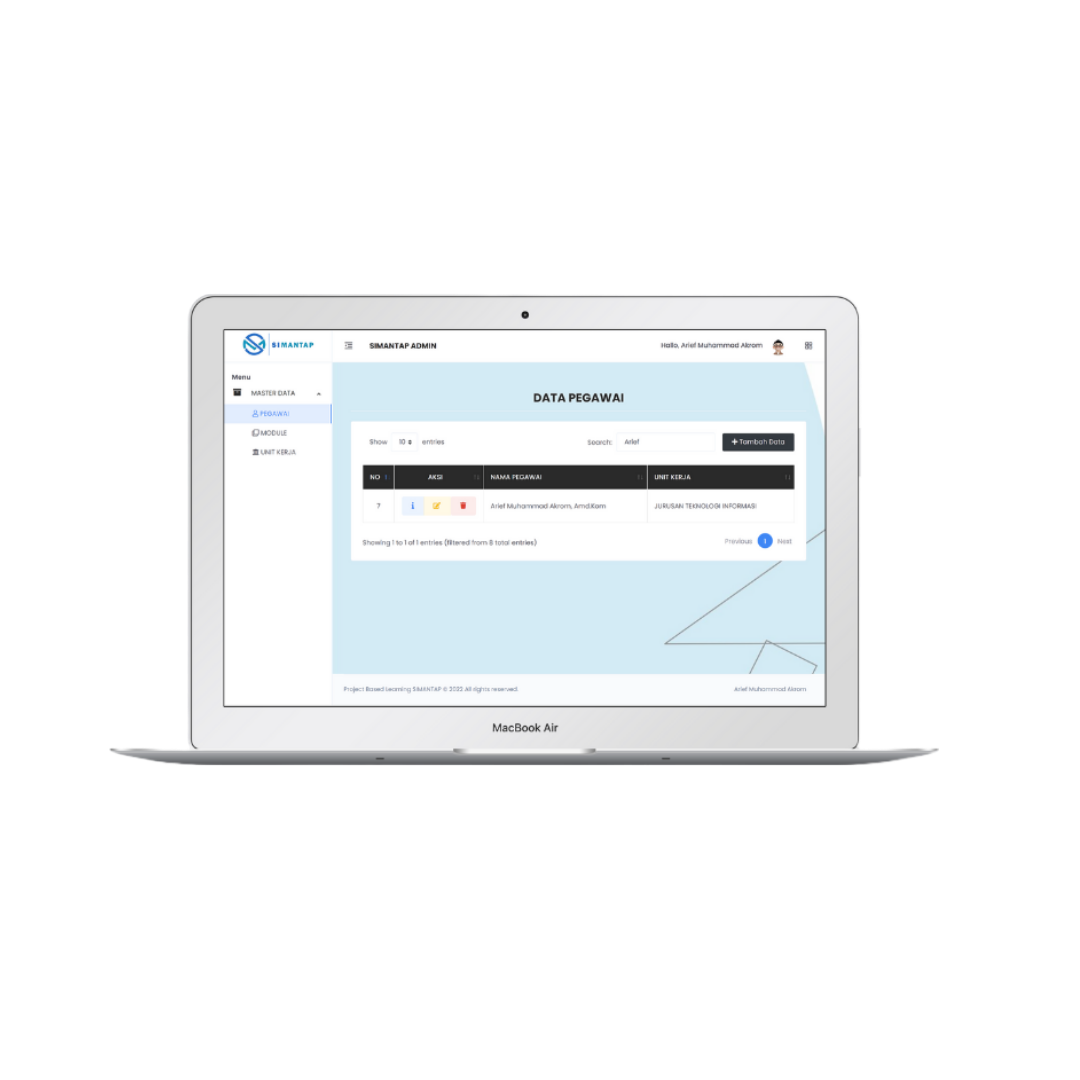 SIMANTAP
SIMANTAP ADMIN
Hallo, Arief Muhammad Akram
Menu
MASTER DATA
PEGAWAI
MODULE
UNIT KERJA
DATA PEGAWAI
Show 10 entries
Search: Arief
+ Tambah Data
NO AKSI NAMA PEGAWAI UNIT KERJA
7 Arief Muhammad Akram, Amd.Kom JURUSAN TEKNOLOGI INFORMASI
Showing 1 to 1 of 1 entries (filtered from 8 total entries)
Previous 1 Next
Project Based Learning SIMANTAP © 2022 All rights reserved.
Arief Muhammad Akram
MacBook Air